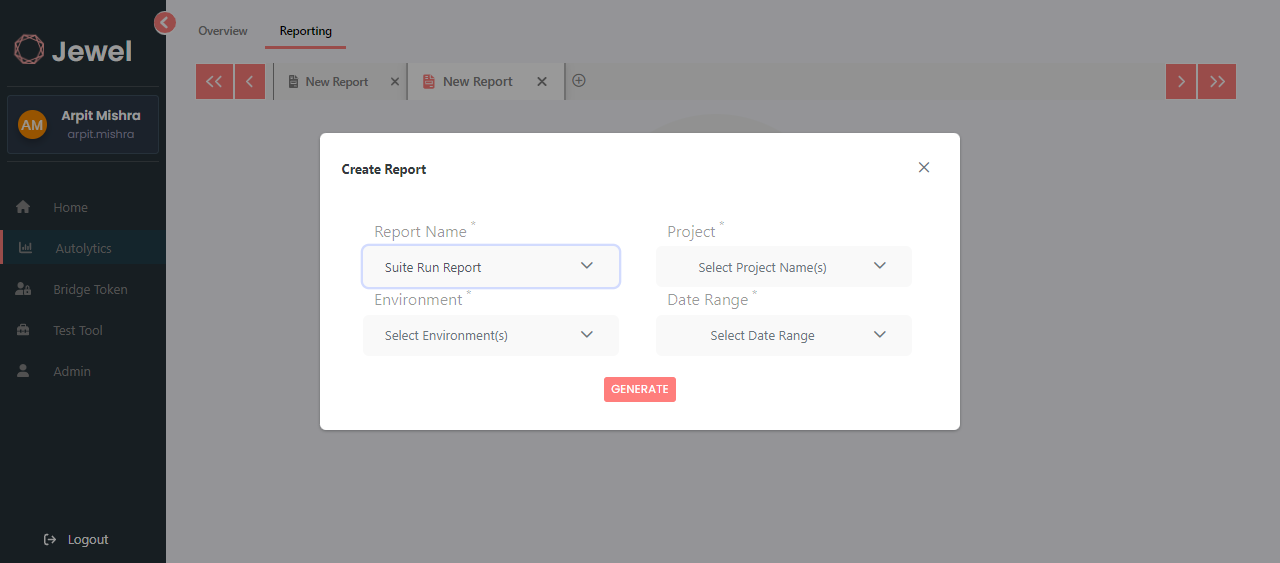 Jewel
AM
Arpit Mishra
arpit.mishra
Home
Autolytics
Bridge Token
Test Tool
Admin
Logout
Overview
Reporting
New Report
New Report
Create Report
Report Name *
Project *
Suite Run Report
Select Project Name(s)
Environment *
Date Range *
Select Environment(s)
Select Date Range
GENERATE